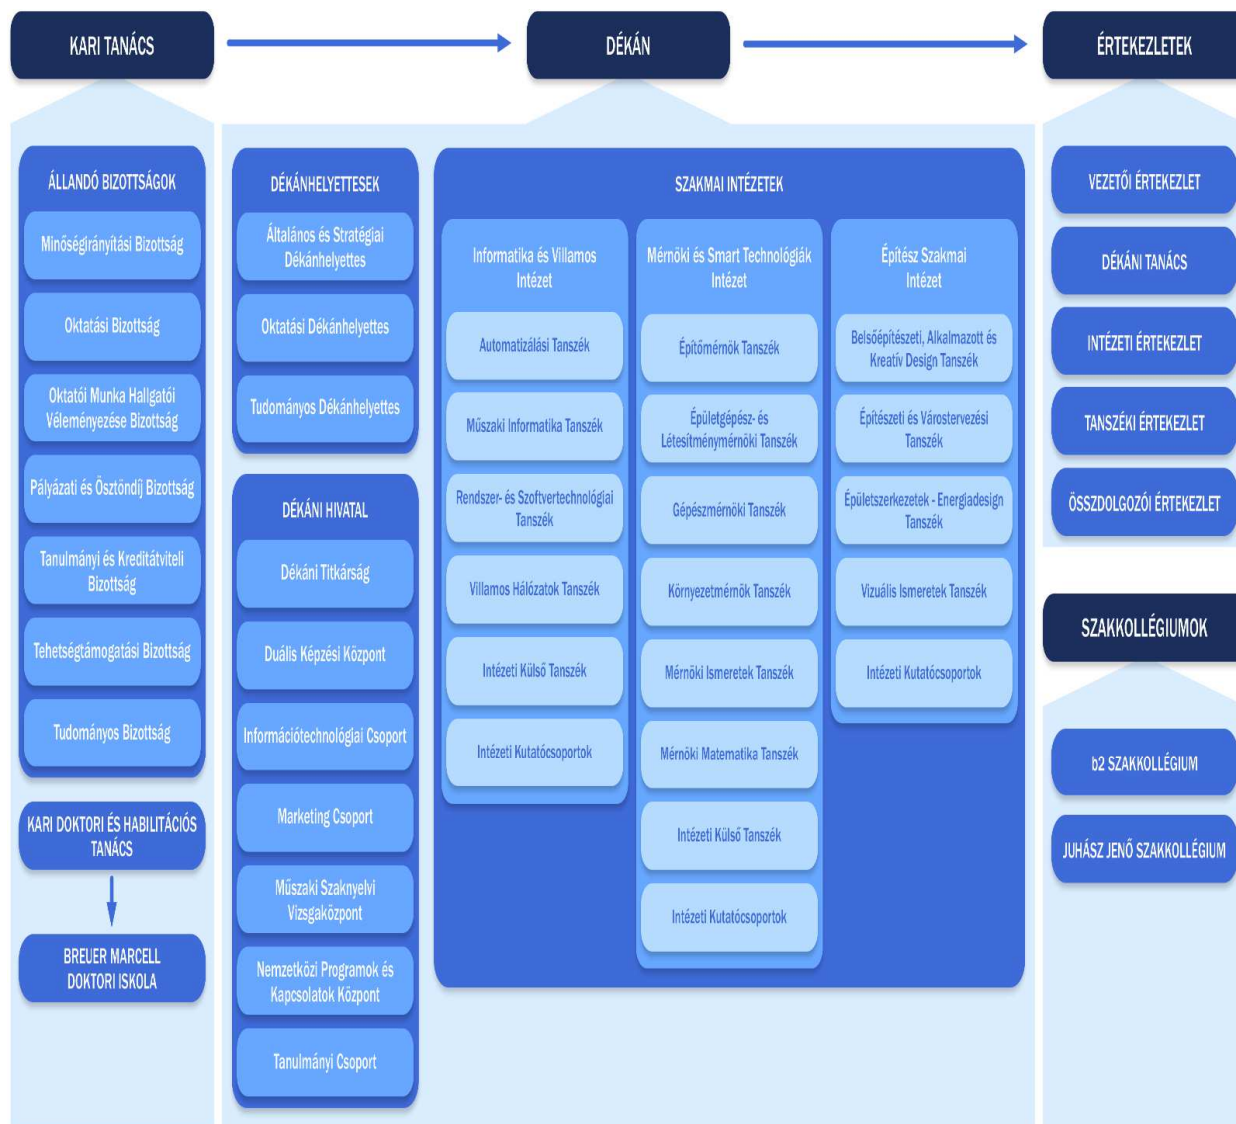 KARI TANÁCS
DÉKÁN
ÉRTEKEZLETEK
ÁLLANDÓ BIZOTTSÁGOK
Minőségirányítási Bizottság
Oktatási Bizottság
Oktatói Munka Hallgatói
Véleményezése Bizottság
Pályázati és Ösztöndíj Bizottság
Tanulmányi és Kreditátviteli
Bizottság
Tehetségtámogatási Bizottság
Tudományos Bizottság
KARI DOKTORI ÉS HABILITÁCIÓS
TANÁCS
BREUER MARCELL
DOKTORI ISKOLA
DÉKÁNHELYETTESEK
Általános és Stratégiai
Dékánhelyettes
Oktatási Dékánhelyettes
Tudományos Dékánhelyettes
DÉKÁNI HIVATAL
Dékáni Titkárság
Duális Képzési Központ
Információtechnológiai Csoport
Marketing Csoport
Műszaki Szaknyelvi
Vizsgaközpont
Nemzetközi Programok és
Kapcsolatok Központ
Tanulmányi Csoport
SZAKMAI INTÉZETEK
Informatika és Villamos
Intézet
Automatizálási Tanszék
Műszaki Informatika Tanszék
Rendszer- és Szoftvertechnológiai
Tanszék
Villamos Hálózatok Tanszék
Intézeti Külső Tanszék
Intézeti Kutatócsoportok
Mérnöki és Smart Technológiák
Intézet
Építőmérnök Tanszék
Épületgépész- és
Létesítménymérnöki Tanszék
Gépészmérnöki Tanszék
Környezetmérnök Tanszék
Mérnöki Ismeretek Tanszék
Mérnöki Matematika Tanszék
Intézeti Külső Tanszék
Intézeti Kutatócsoportok
Építész Szakmai
Intézet
Belsőépítészeti, Alkalmazott és
Kreatív Design Tanszék
Építészeti és Várostervezési
Tanszék
Épületszerkezetek - Energiadesign
Tanszék
Vizuális Ismeretek Tanszék
Intézeti Kutatócsoportok
VEZETŐI ÉRTEKEZLET
DÉKÁNI TANÁCS
INTÉZETI ÉRTEKEZLET
TANSZÉKI ÉRTEKEZLET
ÖSSZDOLGOZÓI ÉRTEKEZLET
SZAKKOLLÉGIUMOK
b2 SZAKKOLLÉGIUM
JUHÁSZ JENŐ SZAKKOLLÉGIUM